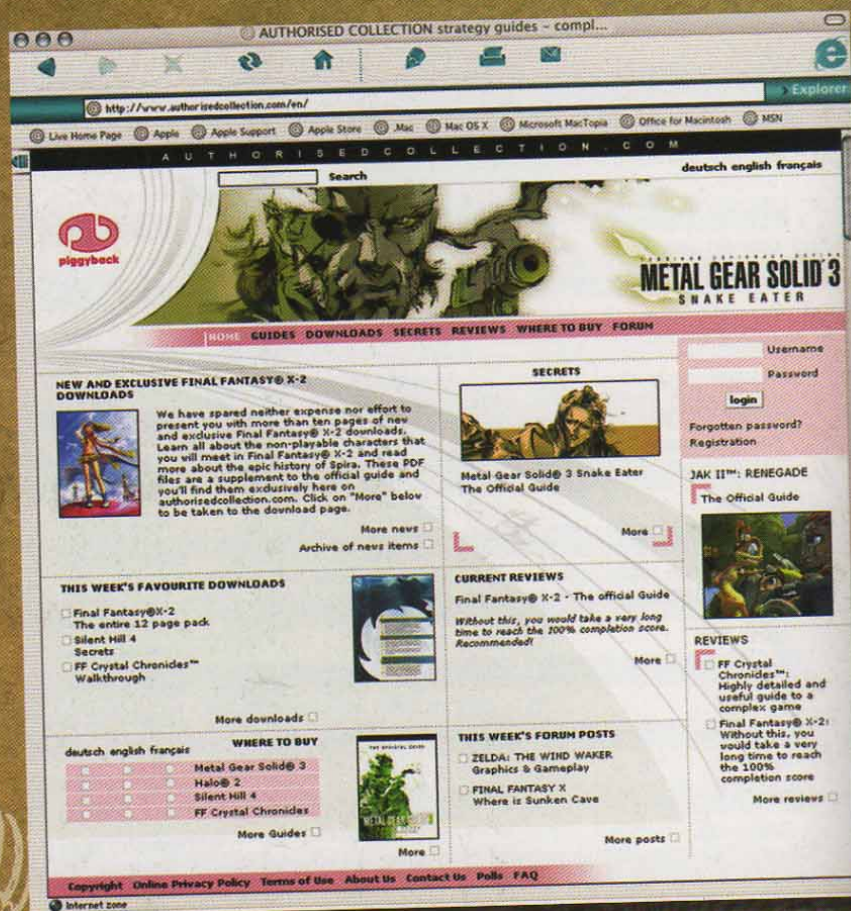 AUTHORISED COLLECTION strategy guides – compl...
http://www.authorisedcollection.com/en/
Explorer
Live Home Page Apple Apple Support Apple Store .Mac Mac OS X Microsoft MacTopia Office for Macintosh MSN
AUTHORISEDCOLLECTION.COM
Search
deutsch english français
piggyback
METAL GEAR SOLID 3
SNAKE EATER
HOME GUIDES DOWNLOADS SECRETS REVIEWS WHERE TO BUY FORUM
Username
Password
login
Forgotten password?
Registration
NEW AND EXCLUSIVE FINAL FANTASY® X-2
DOWNLOADS
We have spared neither expense nor effort to
present you with more than ten pages of new
and exclusive Final Fantasy® X-2 downloads.
Learn all about the non-playable characters that
you will meet in Final Fantasy® X-2 and read
more about the epic history of Spira. These PDF
files are a supplement to the official guide and
you'll find them exclusively here on
authorisedcollection.com. Click on "More" below
to be taken to the download page.
More news
Archive of news items
SECRETS
Metal Gear Solid® 3 Snake Eater
The Official Guide
More
JAK II™: RENEGADE
The Official Guide
THIS WEEK'S FAVOURITE DOWNLOADS
Final Fantasy®X-2
The entire 12 page pack
Silent Hill 4
Secrets
FF Crystal Chronicles™
Walkthrough
More downloads
CURRENT REVIEWS
Final Fantasy® X-2 - The official Guide
Without this, you would take a very long
time to reach the 100% completion score.
Recommended!
More
REVIEWS
FF Crystal
Chronicles™:
Highly detailed and
useful guide to a
complex game
Final Fantasy® X-2:
Without this, you
would take a very
long time to reach
the 100%
completion score
More reviews
WHERE TO BUY
deutsch english français
Metal Gear Solid® 3
Halo® 2
Silent Hill 4
FF Crystal Chronicles
More Guides
THE OFFICIAL GUIDE
METAL GEAR SOLID
More
THIS WEEK'S FORUM POSTS
ZELDA: THE WIND WAKER
Graphics & Gameplay
FINAL FANTASY X
Where is Sunken Cave
More posts
Copyright Online Privacy Policy Terms of Use About Us Contact Us Polls FAQ
Internet zone